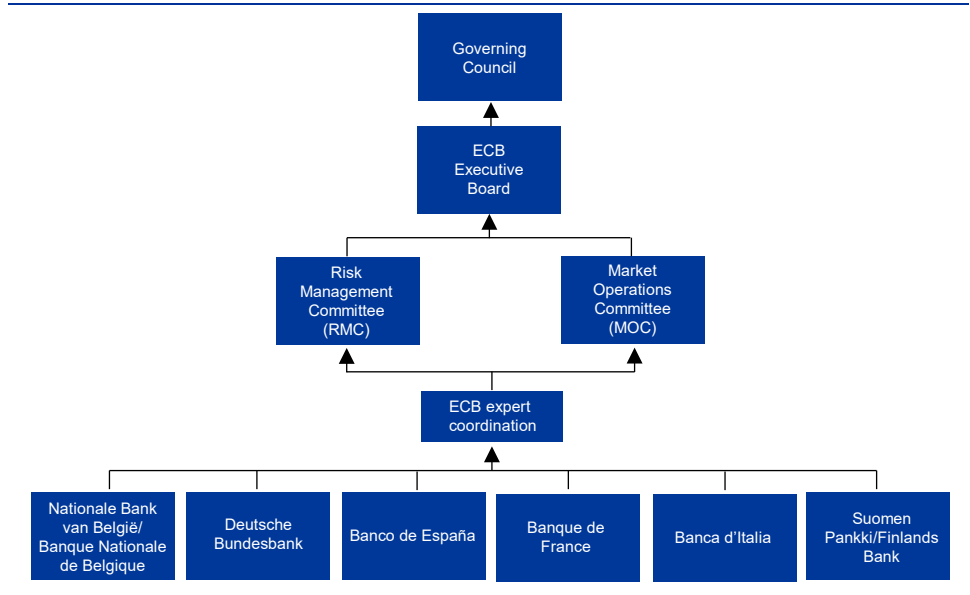 Governing
Council
ECB
Executive
Board
Risk
Management
Committee
(RMC)
Market
Operations
Committee
(MOC)
ECB expert
coordination
Nationale Bank
van België/
Banque Nationale
de Belgique
Deutsche
Bundesbank
Banco de España
Banque de
France
Banca d’Italia
Suomen
Pankki/Finlands
Bank